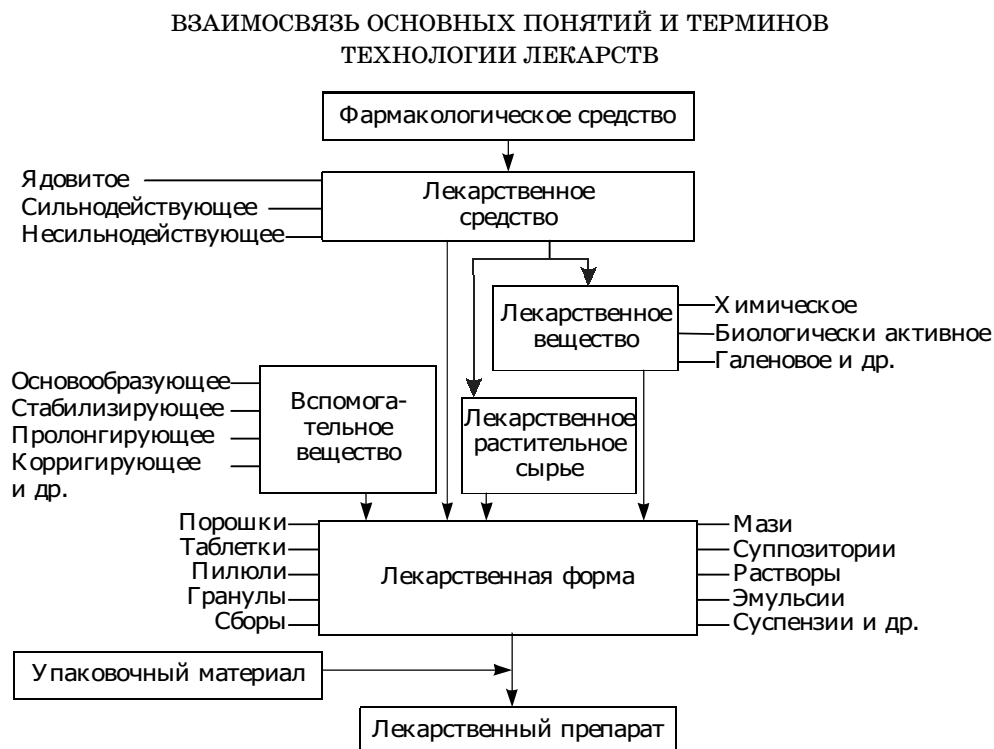 ВЗАИМОСВЯЗЬ ОСНОВНЫХ ПОНЯТИЙ И ТЕРМИНОВ
ТЕХНОЛОГИИ ЛЕКАРСТВ
Фармакологическое средство
Ядовитое
Сильнодействующее
Несильнодействующее
Лекарственное
средство
Лекарственное
вещество
Химическое
Биологически активное
Галеновое и др.
Основообразующее
Стабилизирующее
Пролонгирующее
Корригирующее
и др.
Вспомога-
тельное
вещество
Лекарственное
растительное
сырье
Порошки
Таблетки
Пилюли
Гранулы
Сборы
Лекарственная форма
Мази
Суппозитории
Растворы
Эмульсии
Суспензии и др.
Упаковочный материал
Лекарственный препарат